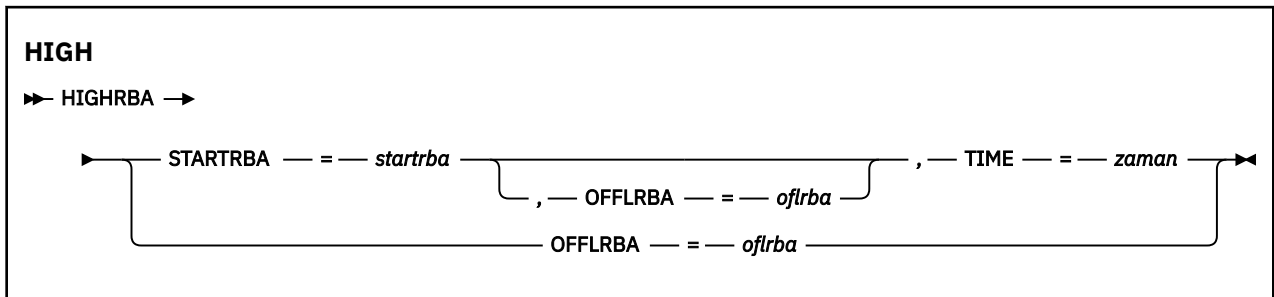 HIGH
HIGHRBA
STARTRBA = startrba , TIME = zaman
, OFFLRBA = oflrba
OFFLRBA = oflrba